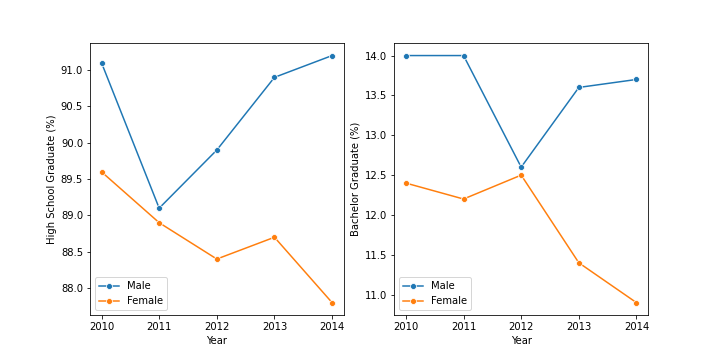 High School Graduate (%)
91.0
90.5
90.0
89.5
89.0
88.5
88.0
Male
Female
2010 2011 2012 2013 2014
Year
Bachelor Graduate (%)
14.0
13.5
13.0
12.5
12.0
11.5
11.0
Male
Female
2010 2011 2012 2013 2014
Year